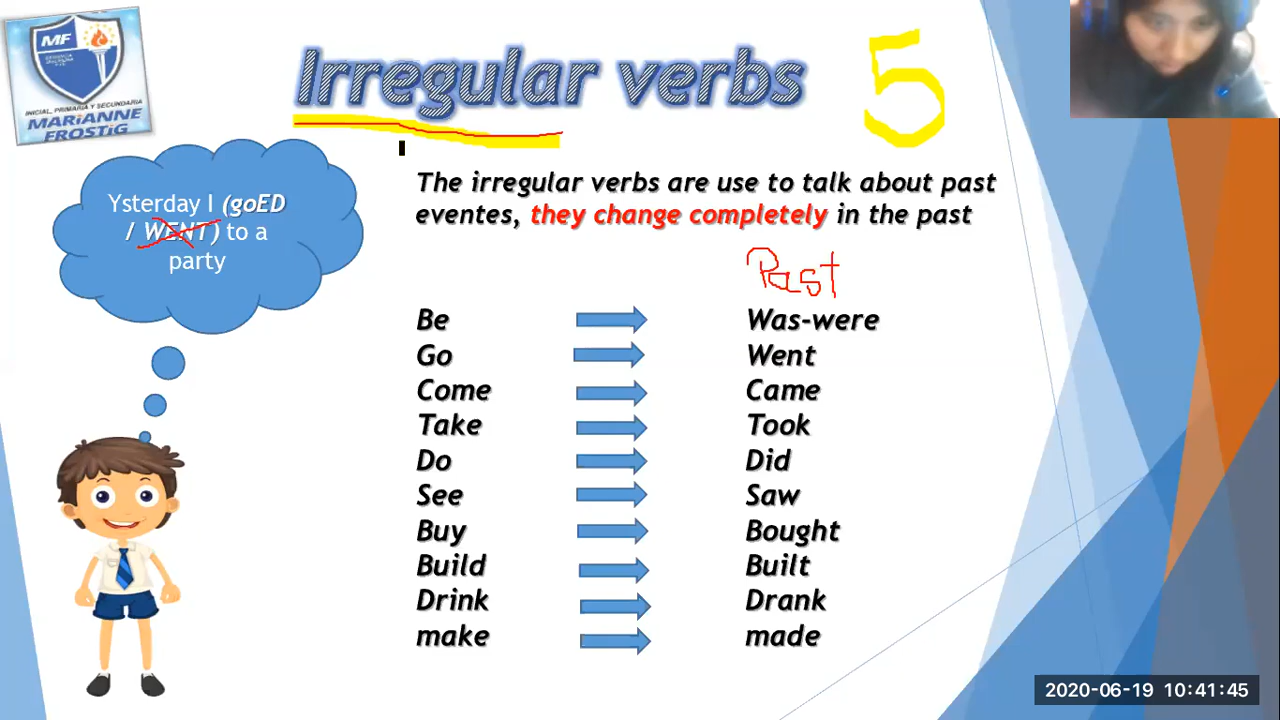 MF
INICIAL, PRIMARIA Y SECUNDARIA
MARIANNE
FROSTIG
Irregular verbs
5
Ysterday I (goED
/ WENT) to a
party
The irregular verbs are use to talk about past
eventes, they change completely in the past
Past
Be Was-were
Go Went
Come Came
Take Took
Do Did
See Saw
Buy Bought
Build Built
Drink Drank
make made
2020-06-19 10:41:45